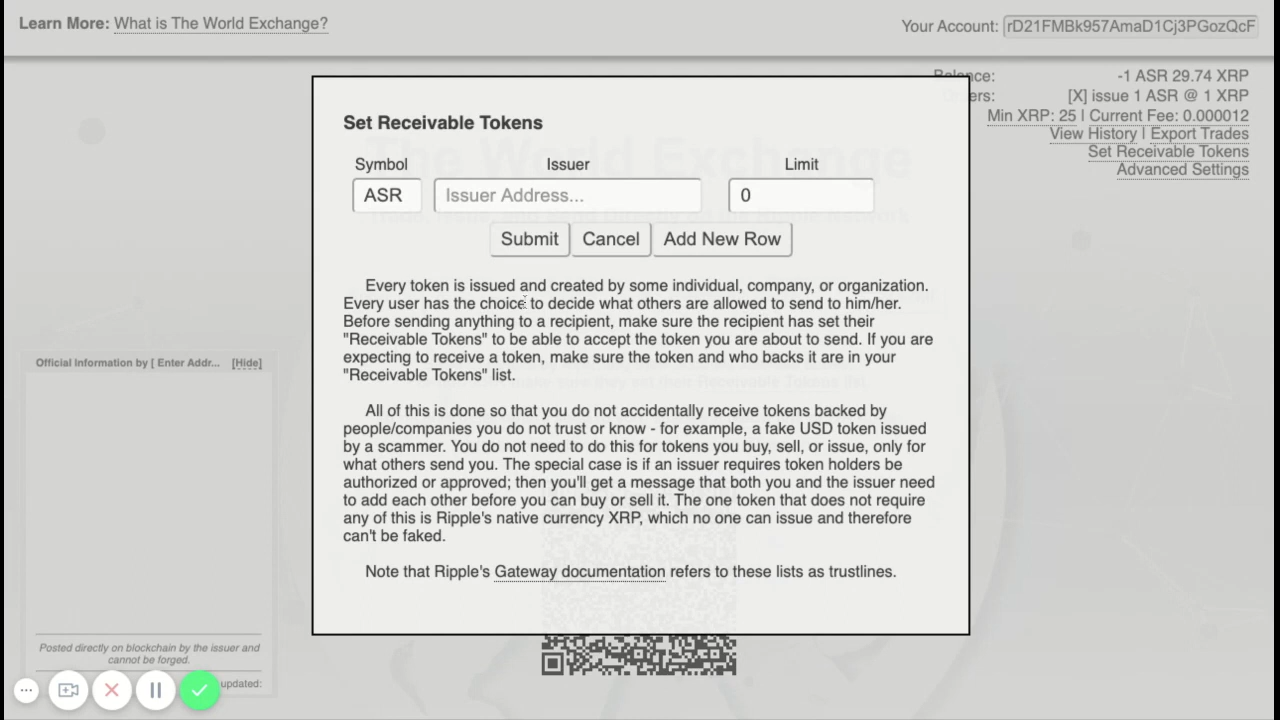 Learn More: What is The World Exchange?
Your Account: rD21FMBk957AmaD1Cj3PGozQcF
-1 ASR 29.74 XRP
[X] issue 1 ASR @ 1 XRP
Min XRP: 25 | Current Fee: 0.000012
View History | Export Trades
Set Receivable Tokens
Advanced Settings
The World Exchange
Set Receivable Tokens
Symbol Issuer Limit
ASR Issuer Address... 0
Submit Cancel Add New Row
Every token is issued and created by some individual, company, or organization.
Every user has the choice to decide what others are allowed to send to him/her.
Before sending anything to a recipient, make sure the recipient has set their
"Receivable Tokens" to be able to accept the token you are about to send. If you are
expecting to receive a token, make sure the token and who backs it are in your
"Receivable Tokens" list.
All of this is done so that you do not accidentally receive tokens backed by
people/companies you do not trust or know - for example, a fake USD token issued
by a scammer. You do not need to do this for tokens you buy, sell, or issue, only for
what others send you. The special case is if an issuer requires token holders be
authorized or approved; then you'll get a message that both you and the issuer need
to add each other before you can buy or sell it. The one token that does not require
any of this is Ripple's native currency XRP, which no one can issue and therefore
can't be faked.
Note that Ripple's Gateway documentation refers to these lists as trustlines.
Official Information by [ Enter Addr... [Hide]
Posted directly on blockchain by the issuer and
cannot be forged.
updated: